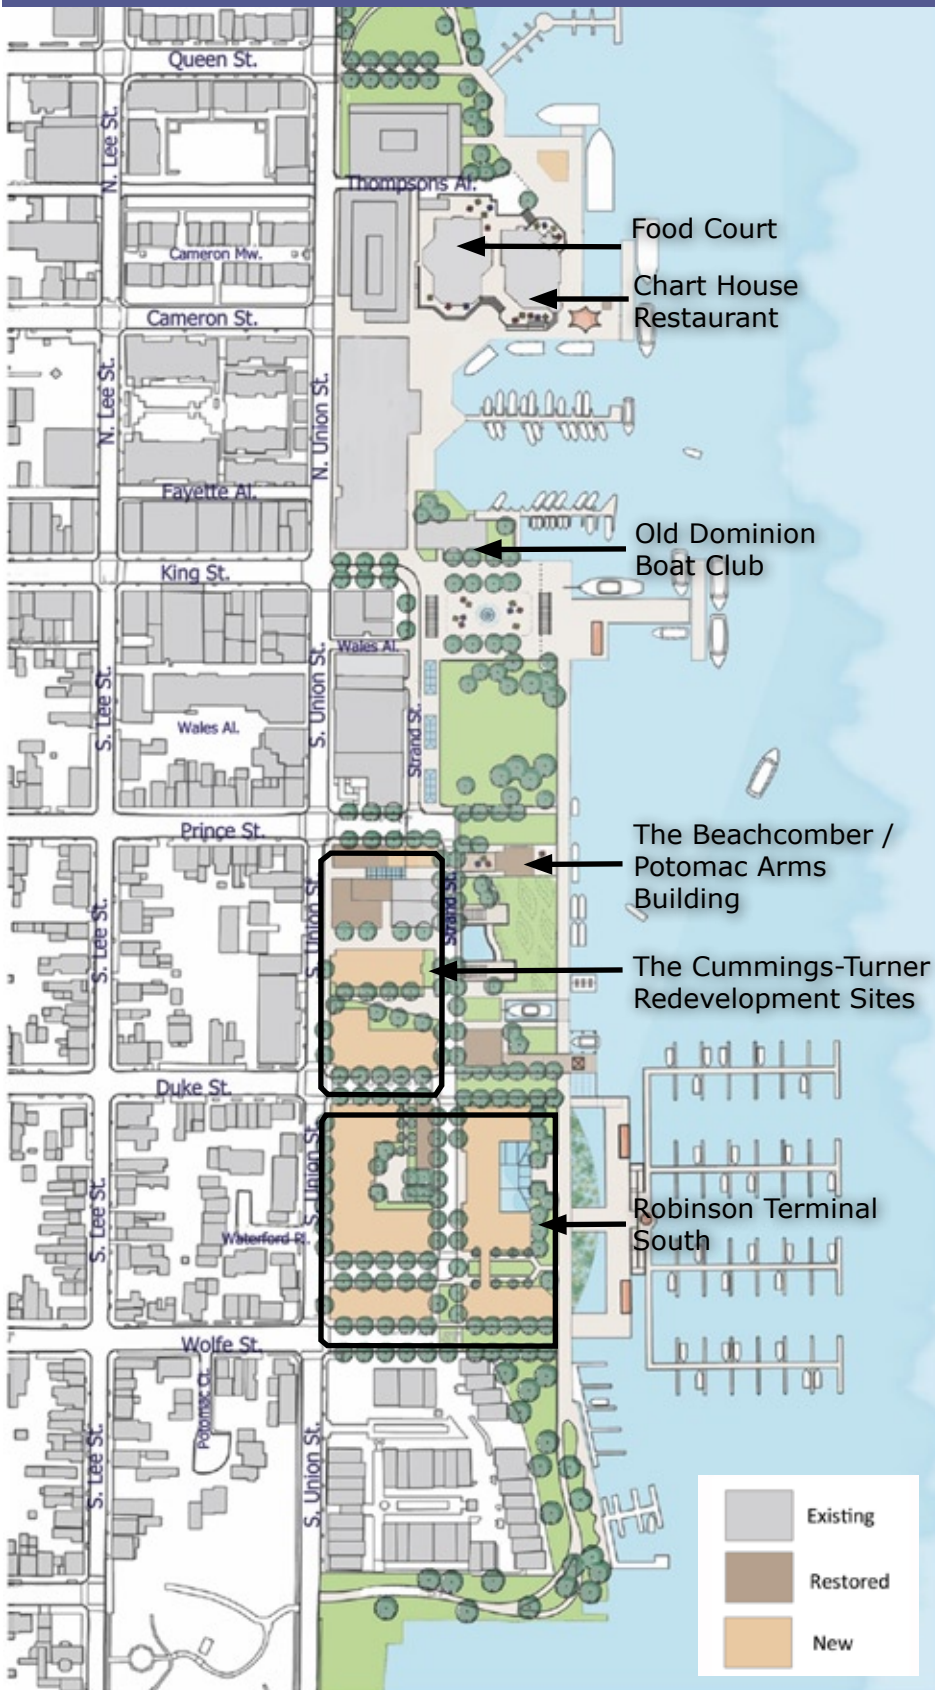 Queen St.
N. Lee St.
Thompsons Al.
Food Court
Cameron Mw.
Chart House
Restaurant
Cameron St.
N. Lee St.
N. Union St.
Fayette Al.
Old Dominion
Boat Club
King St.
Wales Al.
S. Lee St.
S. Union St.
Wales Al.
Strand St.
Prince St.
The Beachcomber /
Potomac Arms
Building
S. Lee St.
S. Union St.
Strand St.
The Cummings-Turner
Redevelopment Sites
Duke St.
S. Union St.
S. Lee St.
Robinson Terminal
South
Waterford Pl.
Wolfe St.
Potomac Ct.
S. Lee St.
S. Union St.
Existing
Restored
New